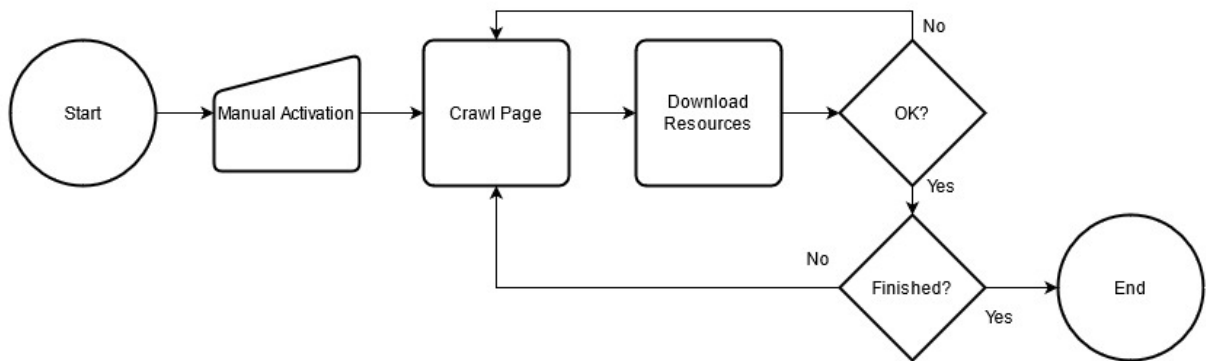 No
Start
Manual Activation
Crawl Page
Download
Resources
OK?
Yes
No
Finished?
Yes
End